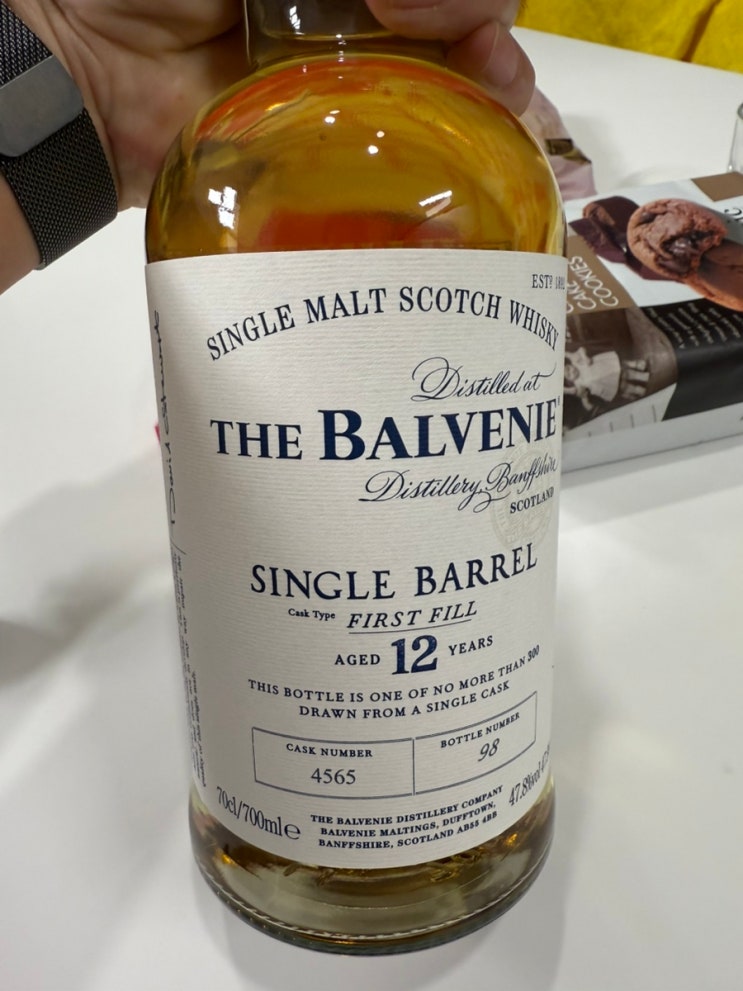 ESTD
SINGLE MALT SCOTCH WHISKY
Distilled at
THE BALVENIE
Distillery, Banffshire
SCOTLAND
SINGLE BARREL
Cask Type FIRST FILL
AGED 12 YEARS
THIS BOTTLE IS ONE OF NO MORE THAN 300
DRAWN FROM A SINGLE CASK
CASK NUMBER
4565
BOTTLE NUMBER
98
70cl/700ml e
THE BALVENIE DISTILLERY COMPANY
BALVENIE MALTINGS, DUFFTOWN,
BANFFSHIRE, SCOTLAND AB55 4BB
47.8%vol
CAKE
COOKIES